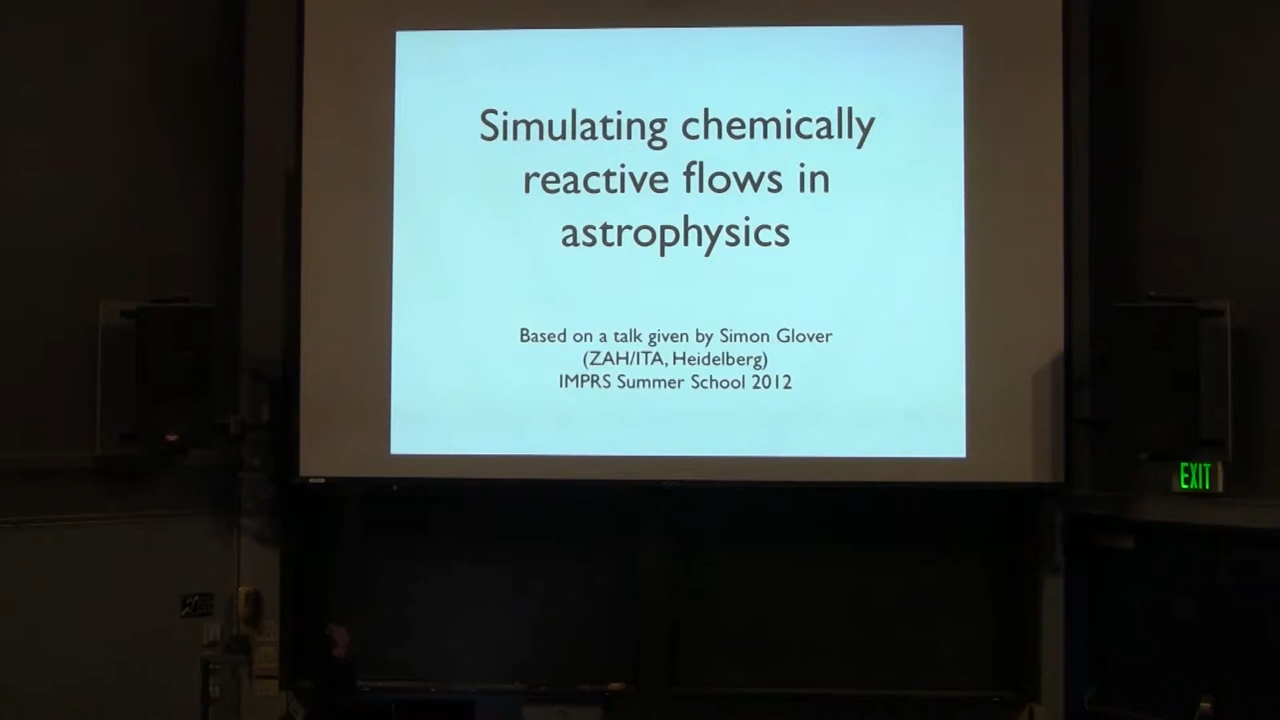 Simulating chemically
reactive flows in
astrophysics
Based on a talk given by Simon Glover
(ZAH/ITA, Heidelberg)
IMPRS Summer School 2012
EXIT